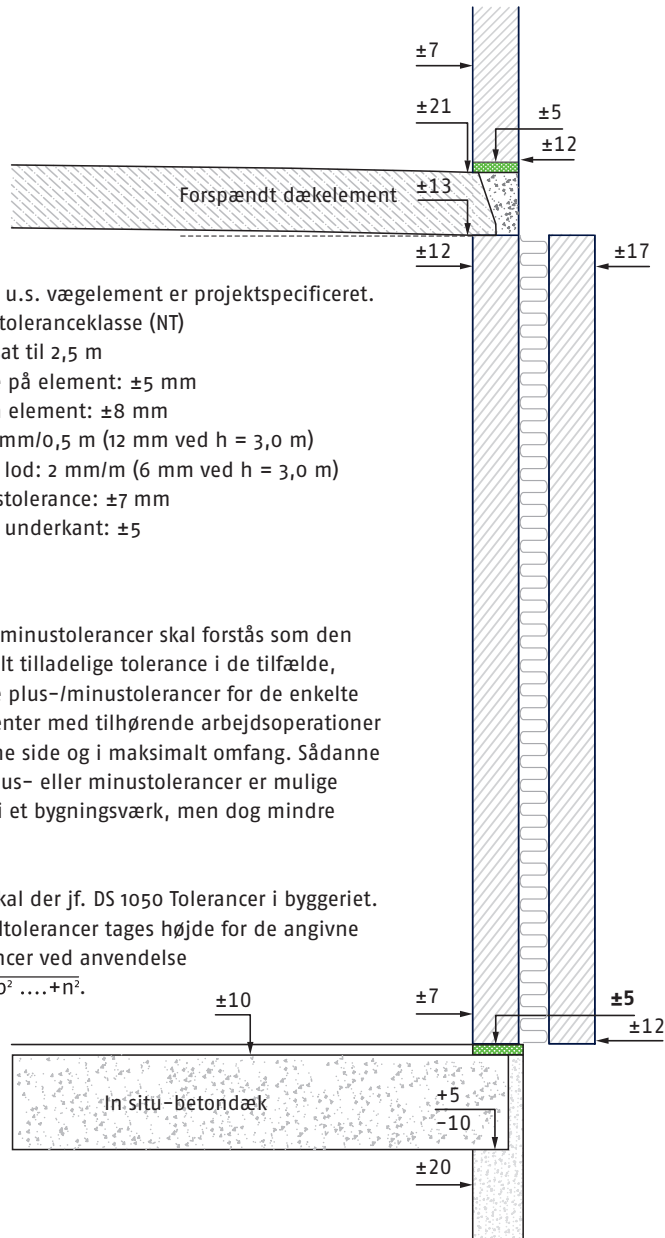 ±7
±21
±5
±12
Forspændt dækelement
±13
±12
±17
u.s. vægelement er projektspecificeret.
toleranceklasse (NT)
at til 2,5 m
på element: ±5 mm
element: ±8 mm
mm/0,5 m (12 mm ved h = 3,0 m)
lod: 2 mm/m (6 mm ved h = 3,0 m)
stolerance: ±7 mm
underkant: ±5
minustolerancer skal forstås som den
lt tilladelige tolerance i de tilfælde,
e plus-/minustolerancer for de enkelte
enter med tilhørende arbejdsoperationer
ne side og i maksimalt omfang. Sådanne
us- eller minustolerancer er mulige
i et bygningsværk, men dog mindre
kal der jf. DS 1050 Tolerancer i byggeriet.
ltolerancer tages højde for de angivne
ncer ved anvendelse
b² ....+n².
±10
±7
±5
±12
In situ-betondæk
+5
-10
±20